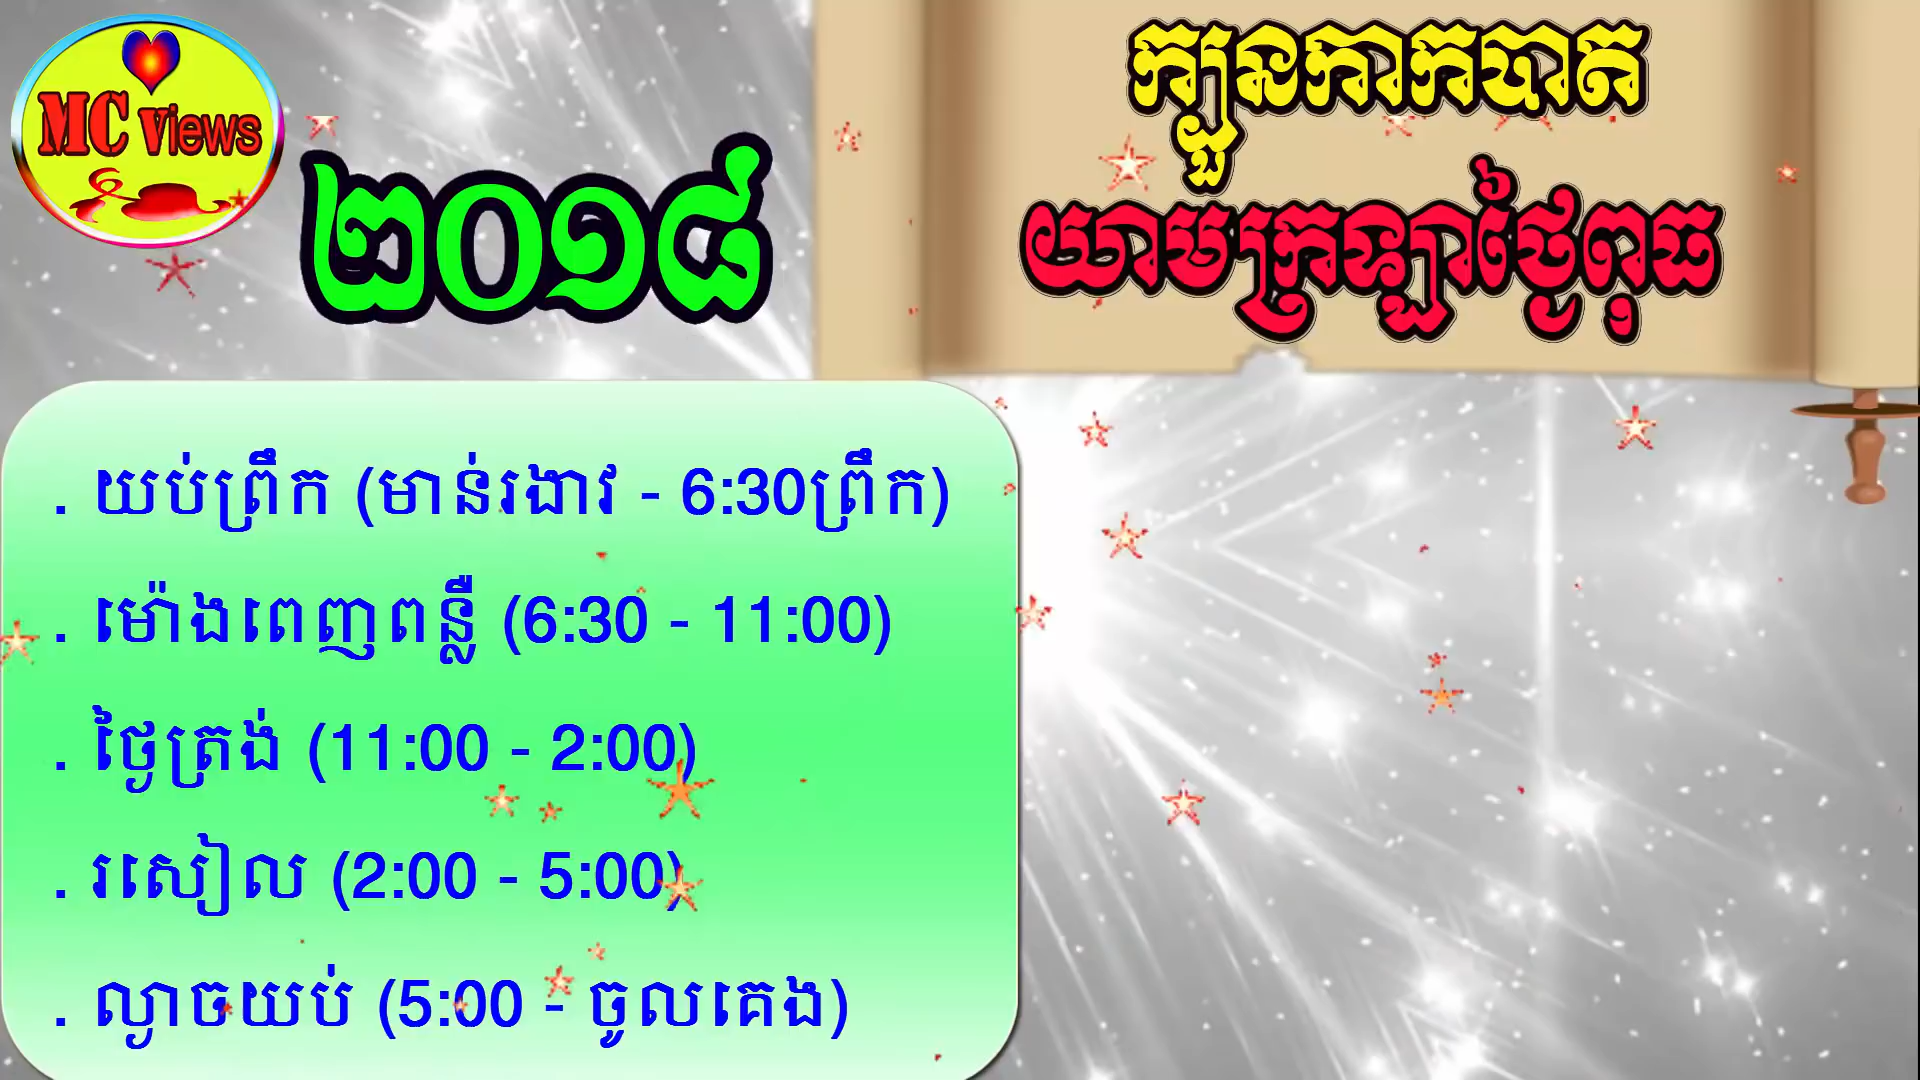 MC Views
២០១៨
ក្បួនកាកបាត
យាមក្រឡាថ្ងៃពុធ
. យប់ព្រឹក (មាន់រងាវ - 6:30ព្រឹក)
. ម៉ោងពេញពន្លឺ (6:30 - 11:00)
. ថ្ងៃត្រង់ (11:00 - 2:00)
. រសៀល (2:00 - 5:00)
. ល្ងាចយប់ (5:00 - ចូលគេង)